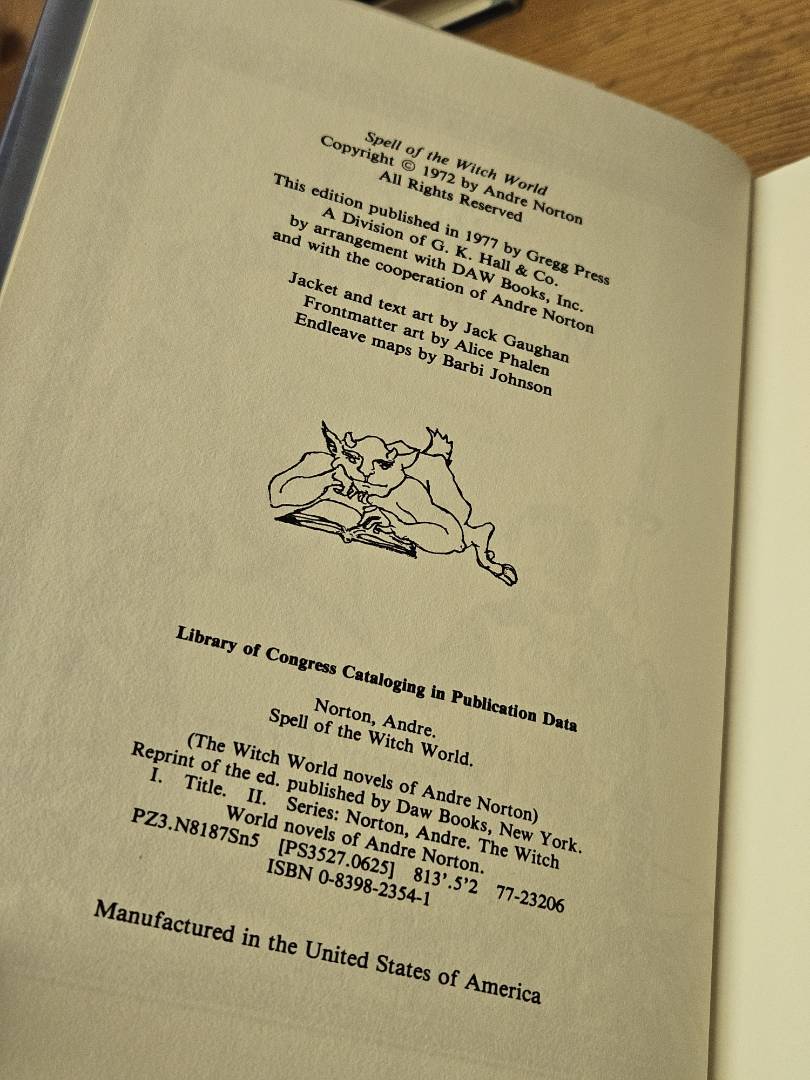 Spell of the Witch World
Copyright © 1972 by Andre Norton
All Rights Reserved
This edition published in 1977 by Gregg Press
A Division of G. K. Hall & Co.
by arrangement with DAW Books, Inc.
and with the cooperation of Andre Norton
Jacket and text art by Jack Gaughan
Frontmatter art by Alice Phalen
Endleave maps by Barbi Johnson
Library of Congress Cataloging in Publication Data
Norton, Andre.
Spell of the Witch World.
(The Witch World novels of Andre Norton)
Reprint of the ed. published by Daw Books, New York.
I. Title. II. Series: Norton, Andre. The Witch
World novels of Andre Norton.
PZ3.N8187Sn5 [PS3527.0625] 813'.5'2 77-23206
ISBN 0-8398-2354-1
Manufactured in the United States of America